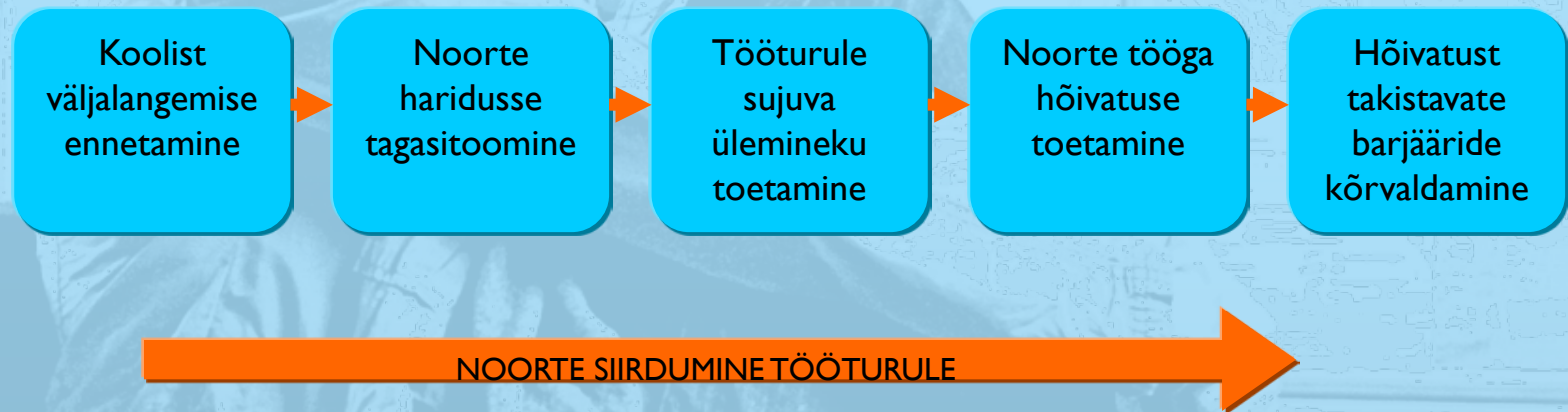 Koolist
väljalangemise
ennetamine
Noorte
haridusse
tagasitoomine
Tööturule
sujuva
ülemineku
toetamine
Noorte tööga
hõivatuse
toetamine
Hõivatust
takistavate
barjääride
kõrvaldamine
NOORTE SIIRDUMINE TÖÖTURULE